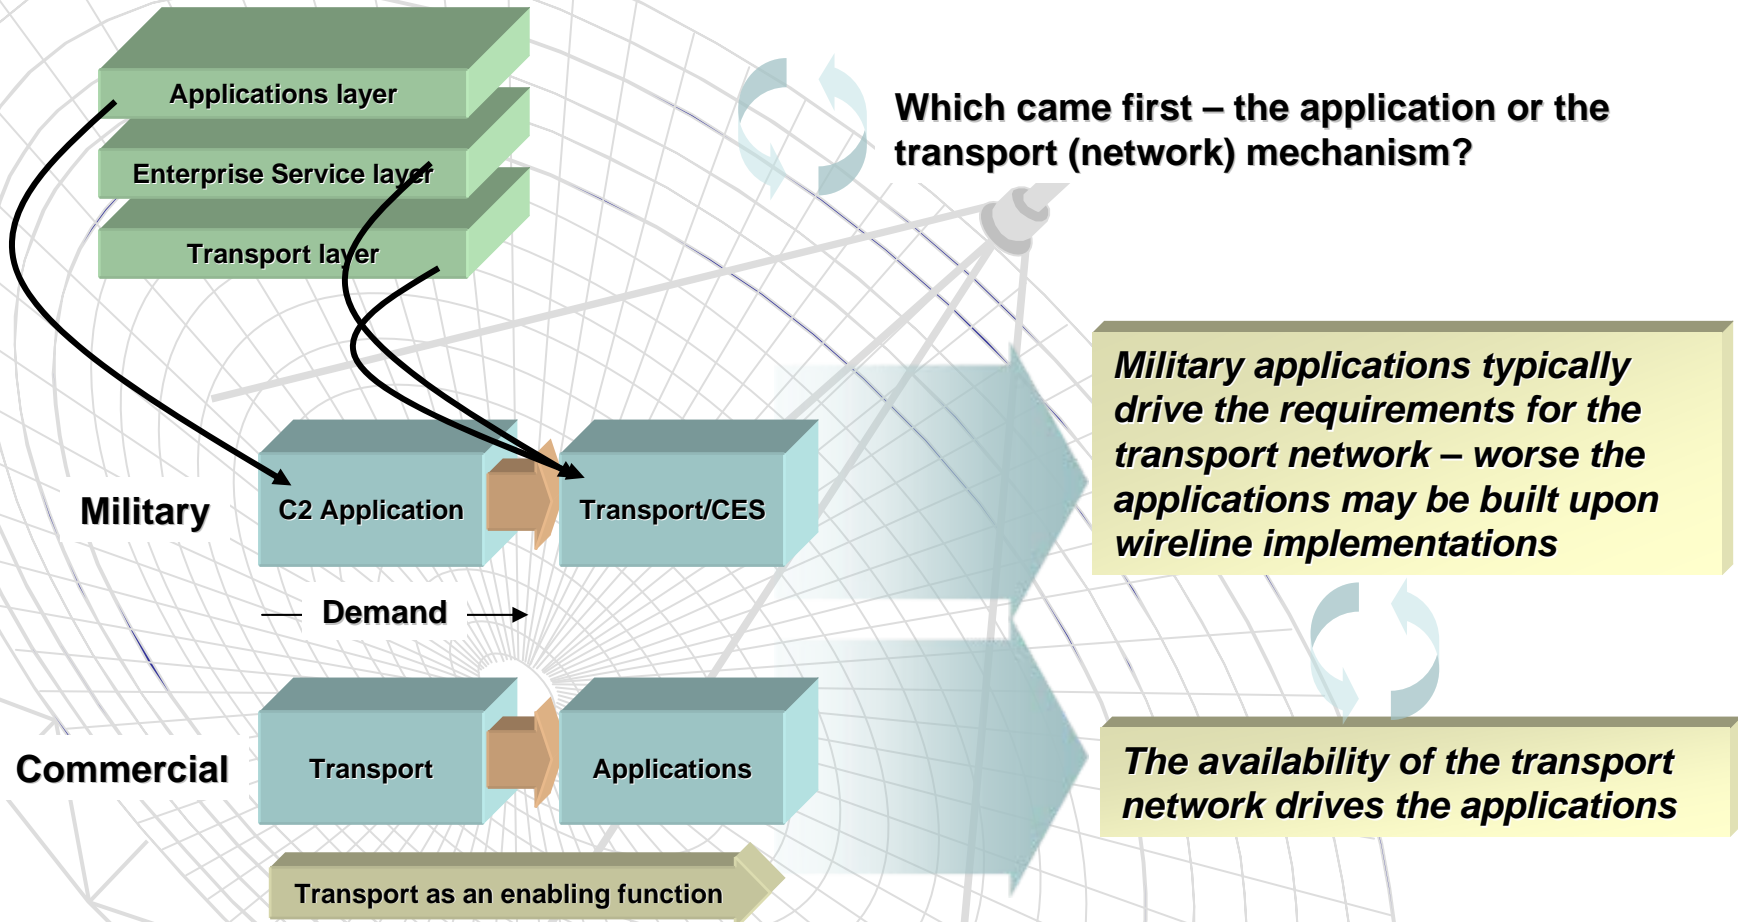 Applications layer
Enterprise Service layer
Transport layer
Which came first – the application or the
transport (network) mechanism?
Military
C2 Application
Transport/CES
Military applications typically
drive the requirements for the
transport network – worse the
applications may be built upon
wireline implementations
Demand
Commercial
Transport
Applications
The availability of the transport
network drives the applications
Transport as an enabling function